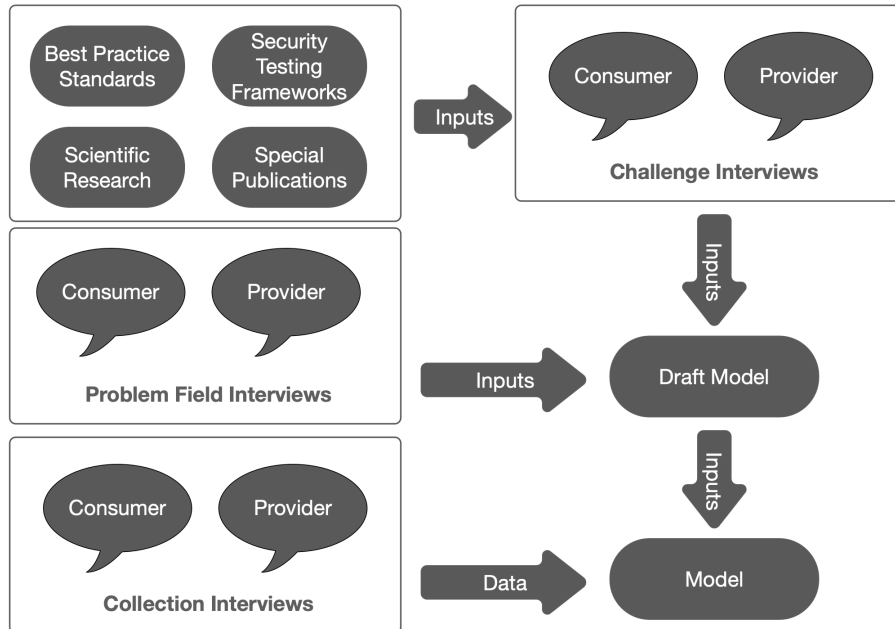 Best Practice
Standards
Security
Testing
Frameworks
Scientific
Research
Special
Publications
Inputs
Consumer
Provider
Challenge Interviews
Inputs
Consumer
Provider
Problem Field Interviews
Inputs
Draft Model
Inputs
Consumer
Provider
Collection Interviews
Data
Model